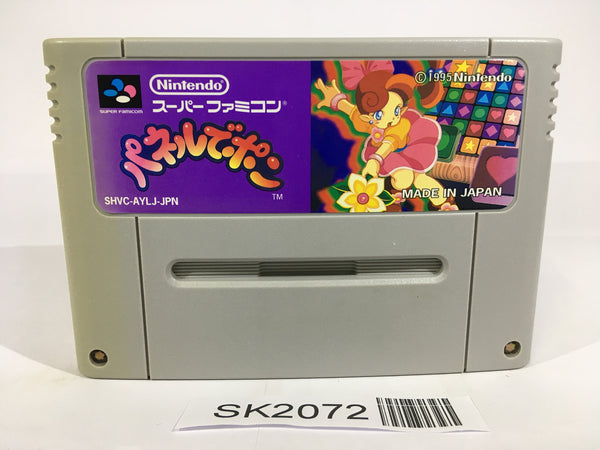 Nintendo
スーパーファミコン®
SUPER FAMICOM
パネルでポン
TM
SHVC-AYLJ-JPN
© 1995 Nintendo
MADE IN JAPAN
SK2072